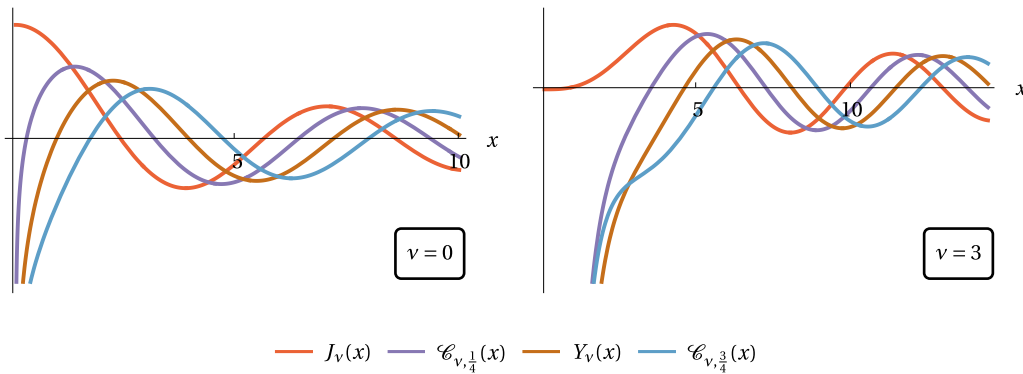 x
5
10
ν = 0
x
5
10
ν = 3
J_ν(x) 𝒞_{ν,1/4}(x) Y_ν(x) 𝒞_{ν,3/4}(x)